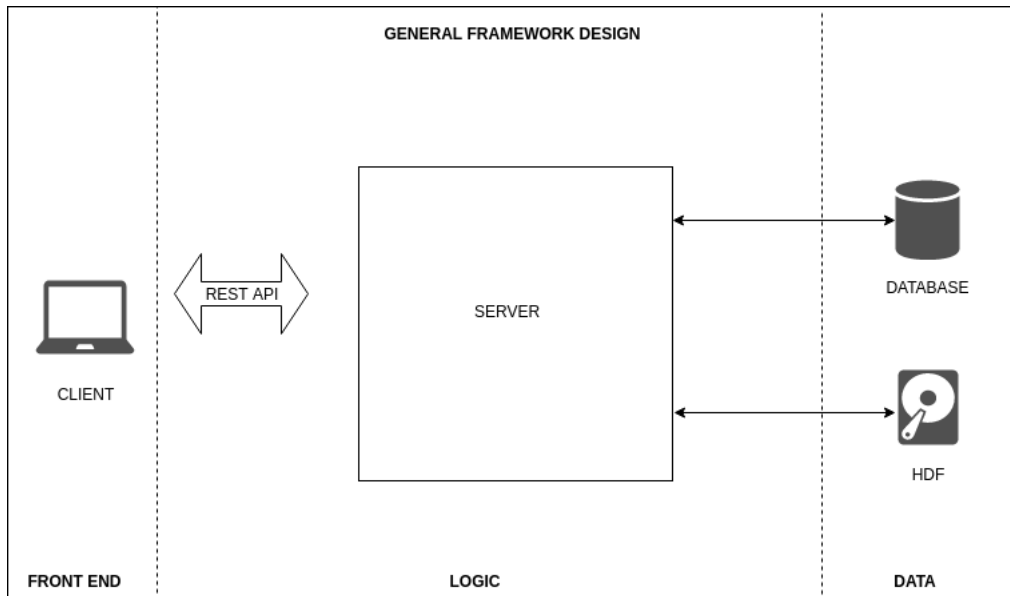 GENERAL FRAMEWORK DESIGN
REST API
SERVER
DATABASE
CLIENT
HDF
FRONT END
LOGIC
DATA